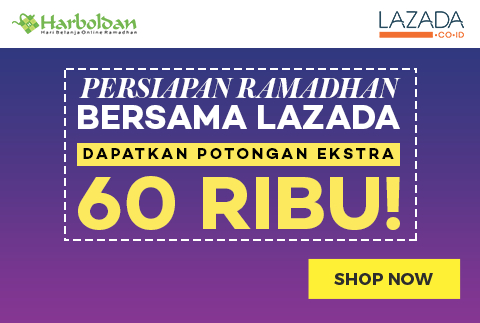 Harboldan
Hari Belanja Online Ramadhan
LAZADA
.CO.ID
PERSIAPAN RAMADHAN
BERSAMA LAZADA
DAPATKAN POTONGAN EKSTRA
60 RIBU!
SHOP NOW